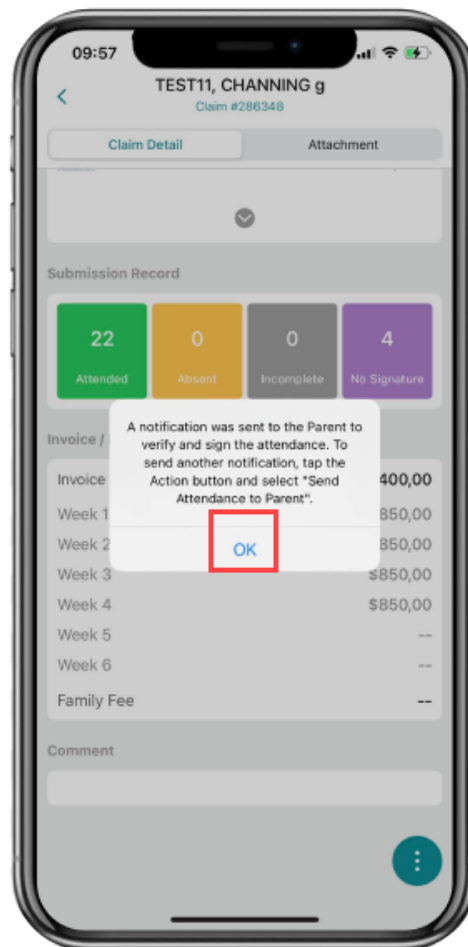 09:57
TEST11, CHANNING g
Claim #286348
Claim Detail
Attachment
Submission Record
22
Attended
0
Absent
0
Incomplete
4
No Signature
A notification was sent to the Parent to
verify and sign the attendance. To
send another notification, tap the
Action button and select "Send
Attendance to Parent".
OK
Invoice /
Invoice
400,00
Week 1
850,00
Week 2
850,00
Week 3
$850,00
Week 4
$850,00
Week 5
--
Week 6
--
Family Fee
--
Comment